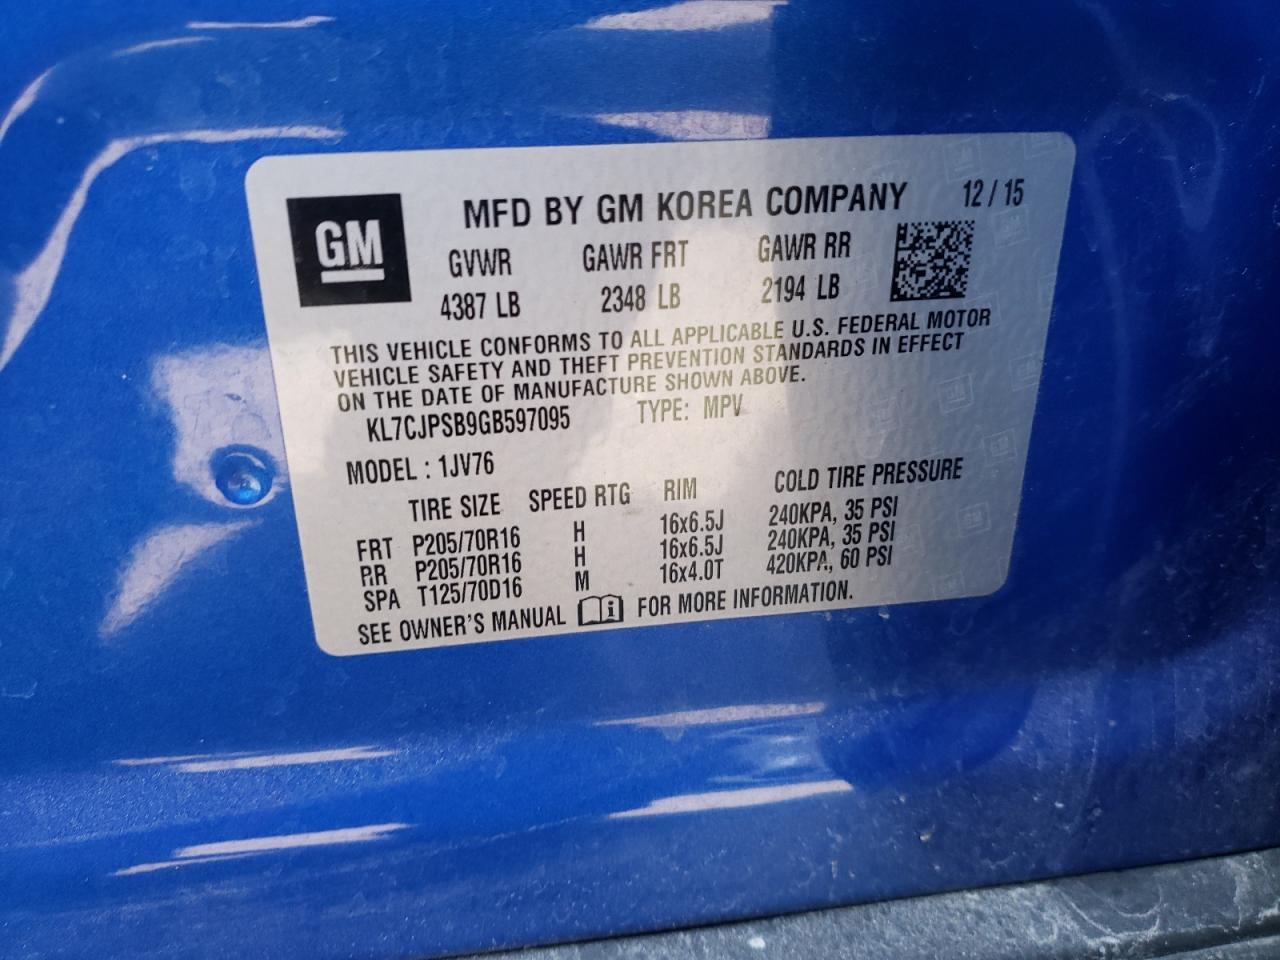 GM
MFD BY GM KOREA COMPANY 12/15
GVWR GAWR FRT GAWR RR
4387 LB 2348 LB 2194 LB
THIS VEHICLE CONFORMS TO ALL APPLICABLE U.S. FEDERAL MOTOR
VEHICLE SAFETY AND THEFT PREVENTION STANDARDS IN EFFECT
ON THE DATE OF MANUFACTURE SHOWN ABOVE.
KL7CJPSB9GB597095 TYPE: MPV
MODEL : 1JV76
TIRE SIZE SPEED RTG RIM COLD TIRE PRESSURE
FRT P205/70R16 H 16x6.5J 240KPA, 35 PSI
RR P205/70R16 H 16x6.5J 240KPA, 35 PSI
SPA T125/70D16 M 16x4.0T 420KPA, 60 PSI
SEE OWNER'S MANUAL i FOR MORE INFORMATION.